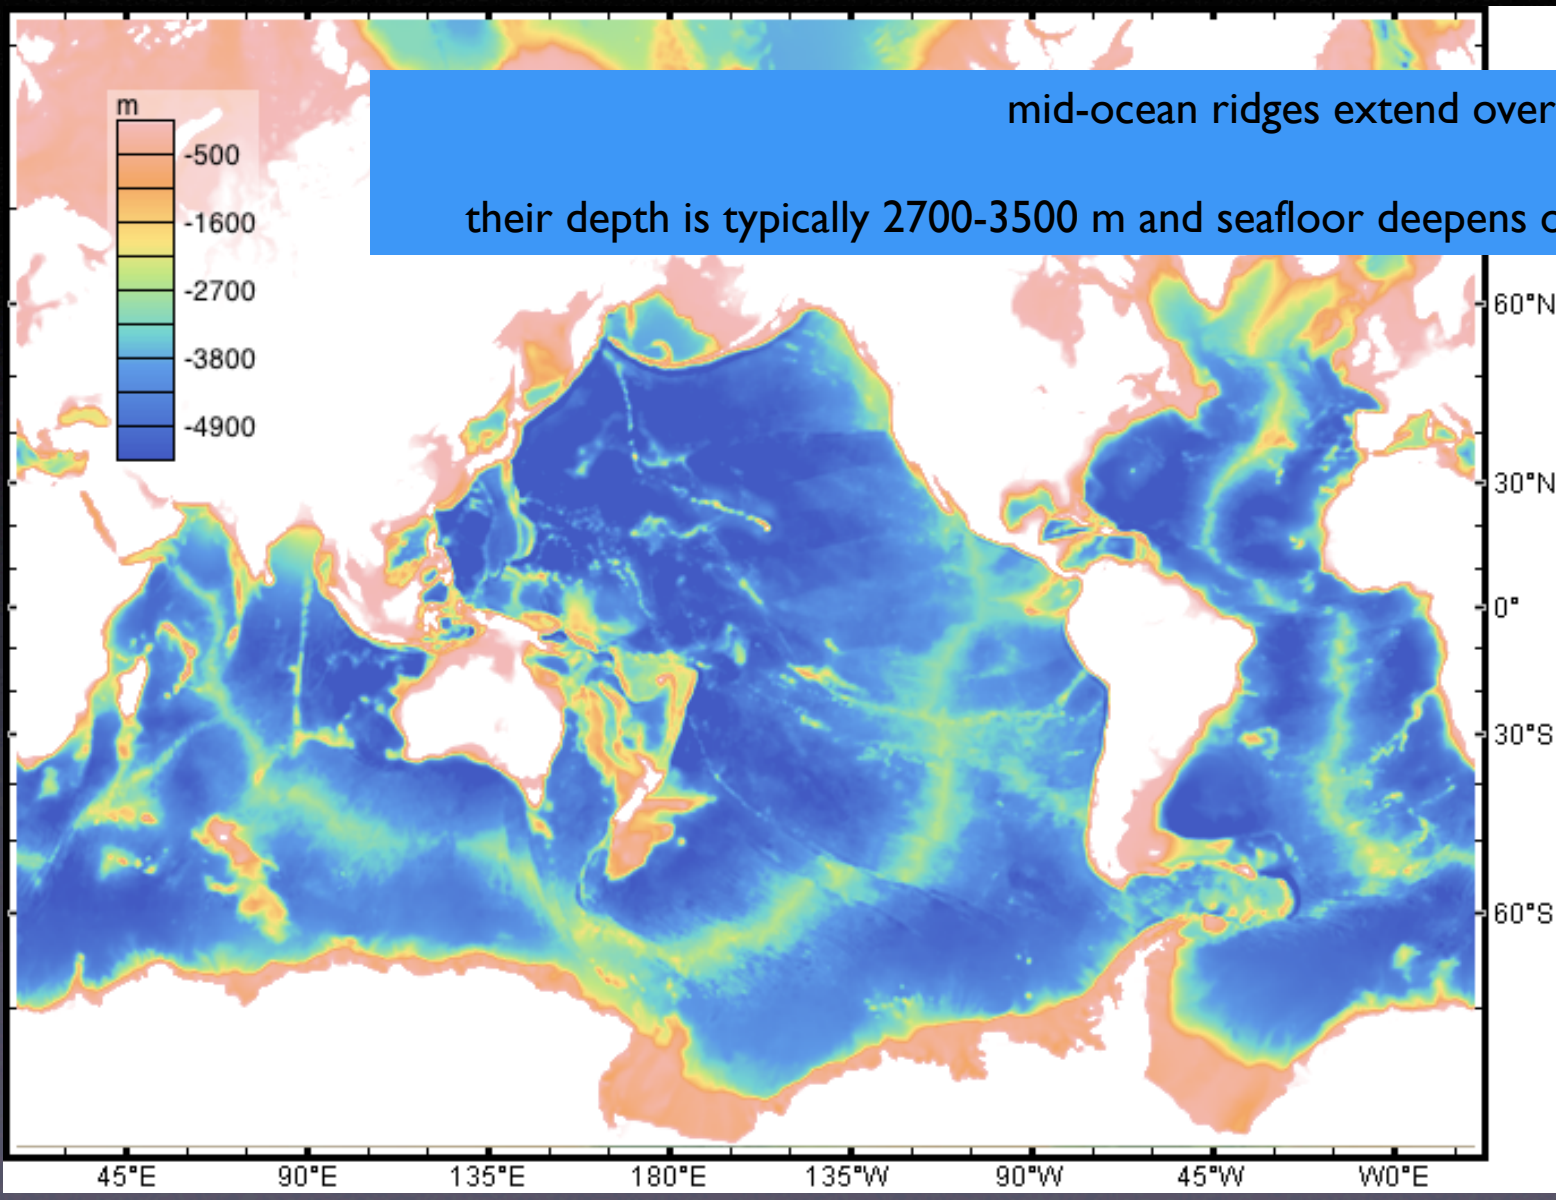 mid-ocean ridges extend over
their depth is typically 2700-3500 m and seafloor deepens
m
-500
-1600
-2700
-3800
-4900
60°N
30°N
0°
30°S
60°S
45°E 90°E 135°E 180°E 135°W 90°W 45°W W0°E